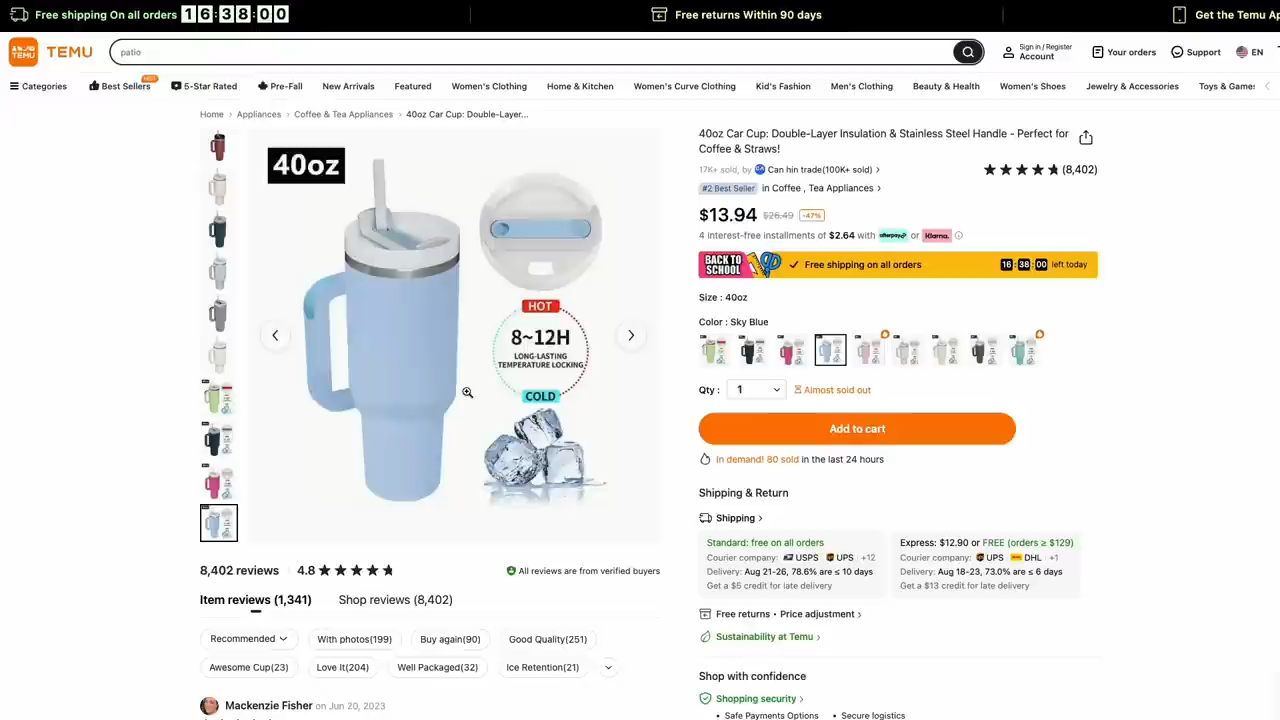 Free shipping On all orders 16:38:00
Free returns Within 90 days
Get the Temu Ap
TEMU
TEMU
patio
Sign in / Register
Account
Your orders
Support
EN
Categories
Best Sellers
HOT
5-Star Rated
Pre-Fall
New Arrivals
Featured
Women's Clothing
Home & Kitchen
Women's Curve Clothing
Kid's Fashion
Men's Clothing
Beauty & Health
Women's Shoes
Jewelry & Accessories
Toys & Games
Home › Appliances › Coffee & Tea Appliances › 40oz Car Cup: Double-Layer...
40oz
HOT
8~12H
LONG-LASTING
TEMPERATURE LOCKING
COLD
8,402 reviews
4.8
All reviews are from verified buyers
Item reviews (1,341)
Shop reviews (8,402)
Recommended
With photos(199)
Buy again(90)
Good Quality(251)
Awesome Cup(23)
Love It(204)
Well Packaged(32)
Ice Retention(21)
Mackenzie Fisher on Jun 20, 2023
40oz Car Cup: Double-Layer Insulation & Stainless Steel Handle - Perfect for
Coffee & Straws!
17K+ sold, by Can hin trade(100K+ sold) ›
(8,402)
#2 Best Seller in Coffee , Tea Appliances ›
$13.94 $26.49 -47%
4 interest-free installments of $2.64 with afterpay or Klarna.
BACK TO
SCHOOL
Free shipping on all orders
16:38:00 left today
Size : 40oz
Color : Sky Blue
Qty : 1
Almost sold out
Add to cart
In demand! 80 sold in the last 24 hours
Shipping & Return
Shipping ›
Standard: free on all orders
Courier company: USPS UPS +12
Delivery: Aug 21-26, 78.6% are ≤ 10 days
Get a $5 credit for late delivery
Express: $12.90 or FREE (orders ≥ $129)
Courier company: UPS DHL +1
Delivery: Aug 18-23, 73.0% are ≤ 6 days
Get a $13 credit for late delivery
Free returns • Price adjustment ›
Sustainability at Temu ›
Shop with confidence
Shopping security ›
• Safe Payments Options • Secure logistics